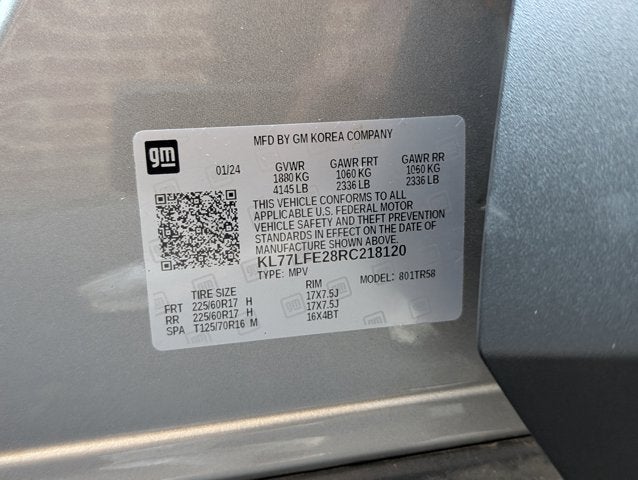 MFD BY GM KOREA COMPANY
gm
01/24 GVWR GAWR FRT GAWR RR
1880 KG 1060 KG 1060 KG
4145 LB 2336 LB 2336 LB
THIS VEHICLE CONFORMS TO ALL
APPLICABLE U.S. FEDERAL MOTOR
VEHICLE SAFETY AND THEFT PREVENTION
STANDARDS IN EFFECT ON THE DATE OF
MANUFACTURE SHOWN ABOVE.
KL77LFE28RC218120
TYPE: MPV MODEL: 801TR58
TIRE SIZE RIM
FRT 225/60R17 H 17X7.5J
RR 225/60R17 H 17X7.5J
SPA T125/70R16 M 16X4BT